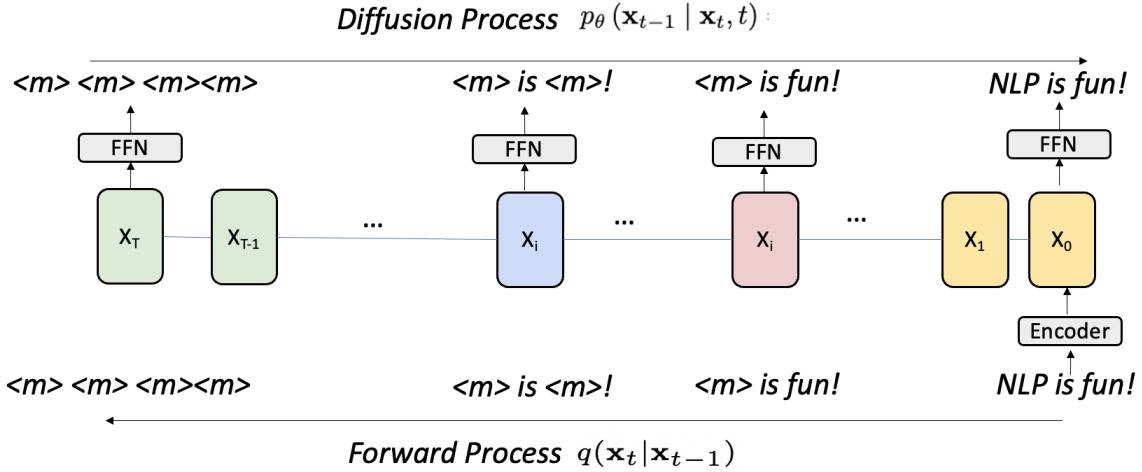 Diffusion Process pθ (x_{t−1} | x_t, t) :
<m> <m> <m><m> <m> is <m>! <m> is fun! NLP is fun!
FFN FFN FFN FFN
X_T X_{T-1} ... X_i ... X_i ... X_1 X_0
Encoder
<m> <m> <m><m> <m> is <m>! <m> is fun! NLP is fun!
Forward Process q(x_t|x_{t−1})